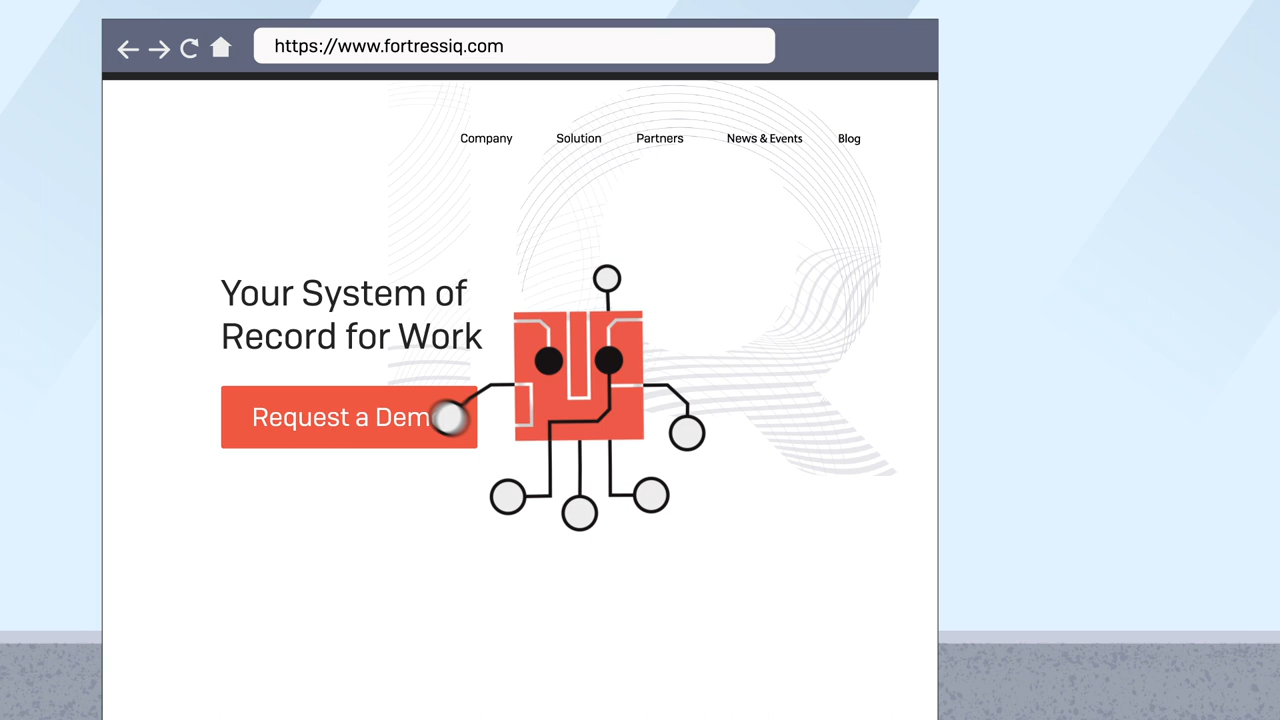 https://www.fortressiq.com
Company Solution Partners News & Events Blog
Your System of
Record for Work
Request a Dem